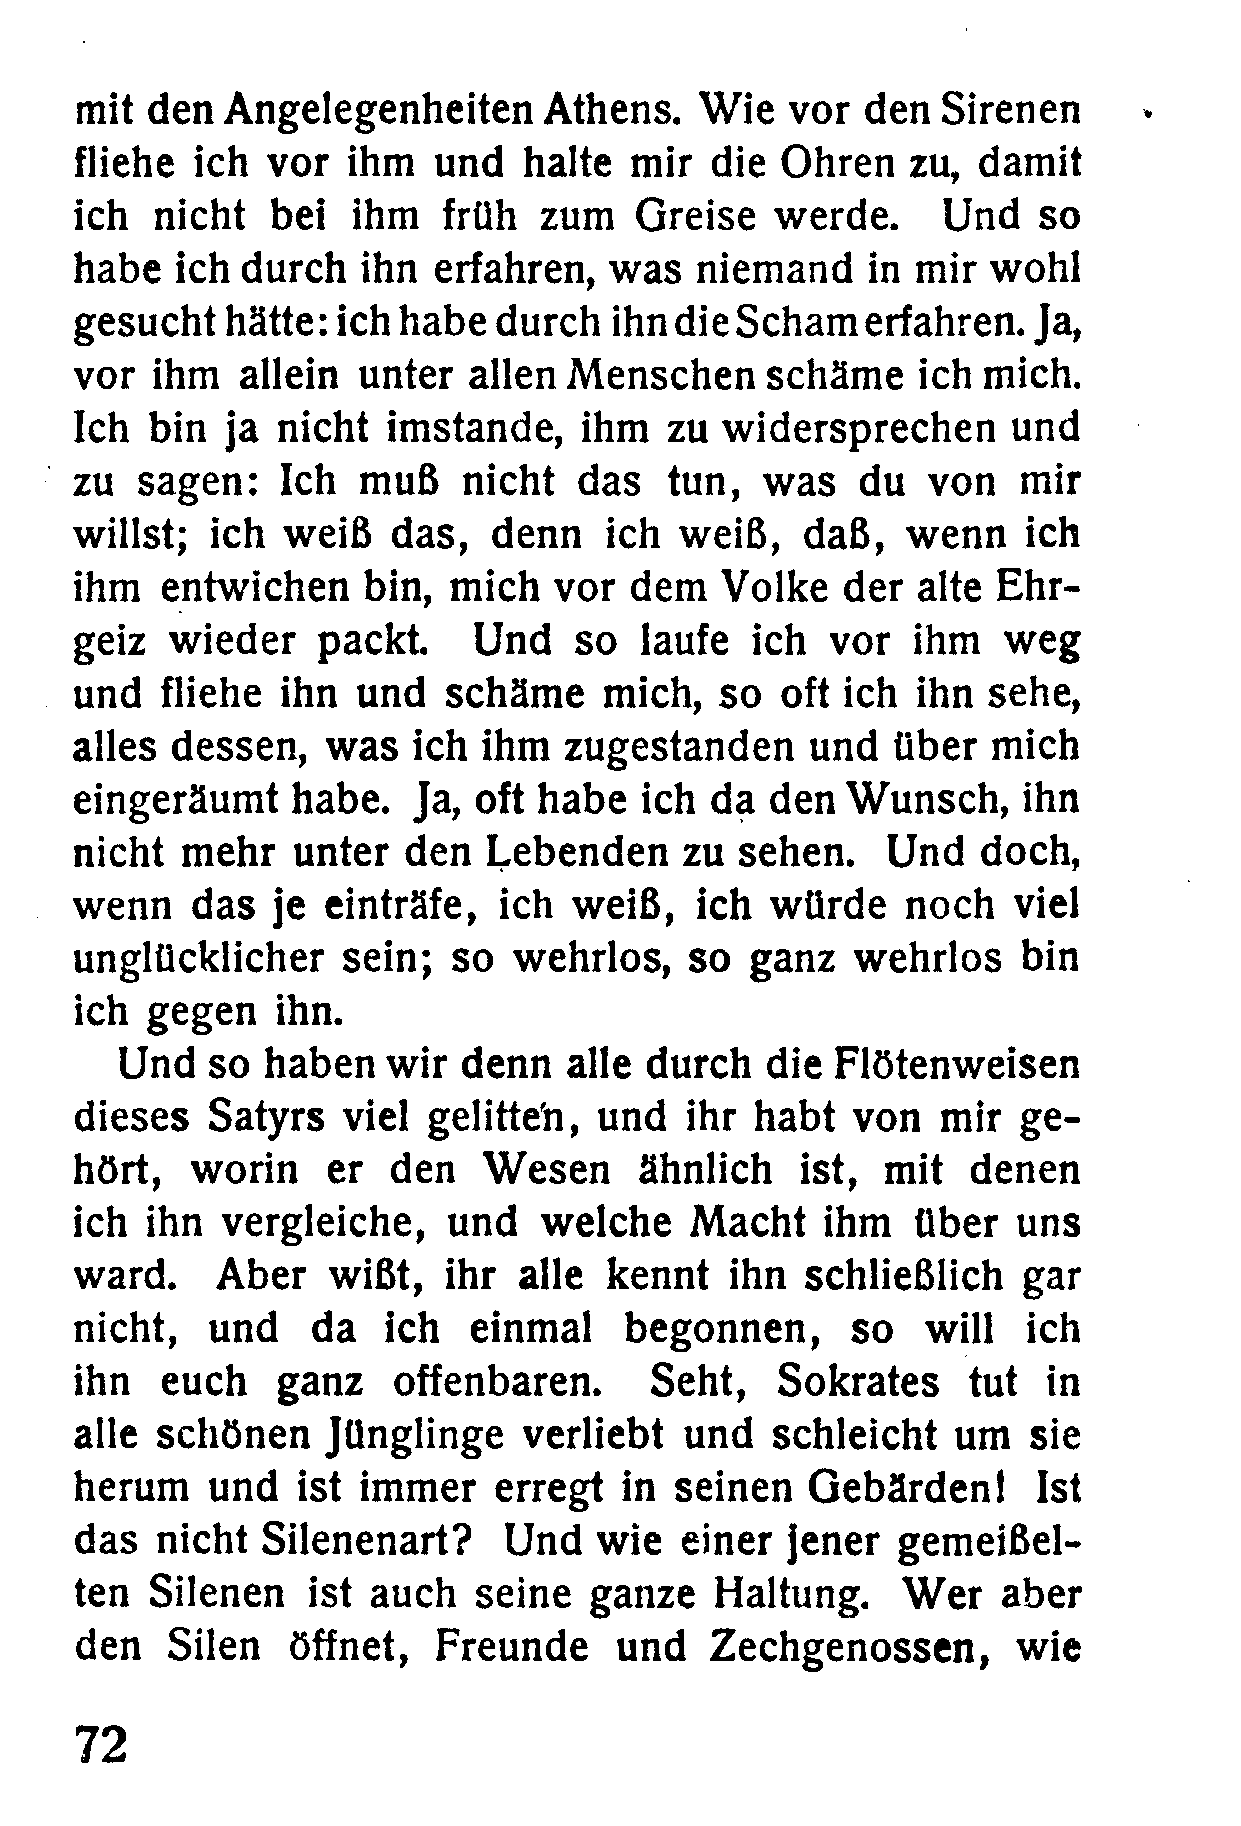 mit den Angelegenheiten Athens. Wie vor den Sirenen
fliehe ich vor ihm und halte mir die Ohren zu, damit
ich nicht bei ihm früh zum Greise werde. Und so
habe ich durch ihn erfahren, was niemand in mir wohl
gesucht hätte: ich habe durch ihn die Scham erfahren. Ja,
vor ihm allein unter allen Menschen schäme ich mich.
Ich bin ja nicht imstande, ihm zu widersprechen und
zu sagen: Ich muß nicht das tun, was du von mir
willst; ich weiß das, denn ich weiß, daß, wenn ich
ihm entwichen bin, mich vor dem Volke der alte Ehr-
geiz wieder packt. Und so laufe ich vor ihm weg
und fliehe ihn und schäme mich, so oft ich ihn sehe,
alles dessen, was ich ihm zugestanden und über mich
eingeräumt habe. Ja, oft habe ich da den Wunsch, ihn
nicht mehr unter den Lebenden zu sehen. Und doch,
wenn das je einträfe, ich weiß, ich würde noch viel
unglücklicher sein; so wehrlos, so ganz wehrlos bin
ich gegen ihn.
Und so haben wir denn alle durch die Flötenweisen
dieses Satyrs viel gelitten, und ihr habt von mir ge-
hört, worin er den Wesen ähnlich ist, mit denen
ich ihn vergleiche, und welche Macht ihm über uns
ward. Aber wißt, ihr alle kennt ihn schließlich gar
nicht, und da ich einmal begonnen, so will ich
ihn euch ganz offenbaren. Seht, Sokrates tut in
alle schönen Jünglinge verliebt und schleicht um sie
herum und ist immer erregt in seinen Gebärden! Ist
das nicht Silenenart? Und wie einer jener gemeißel-
ten Silenen ist auch seine ganze Haltung. Wer aber
den Silen öffnet, Freunde und Zechgenossen, wie
72